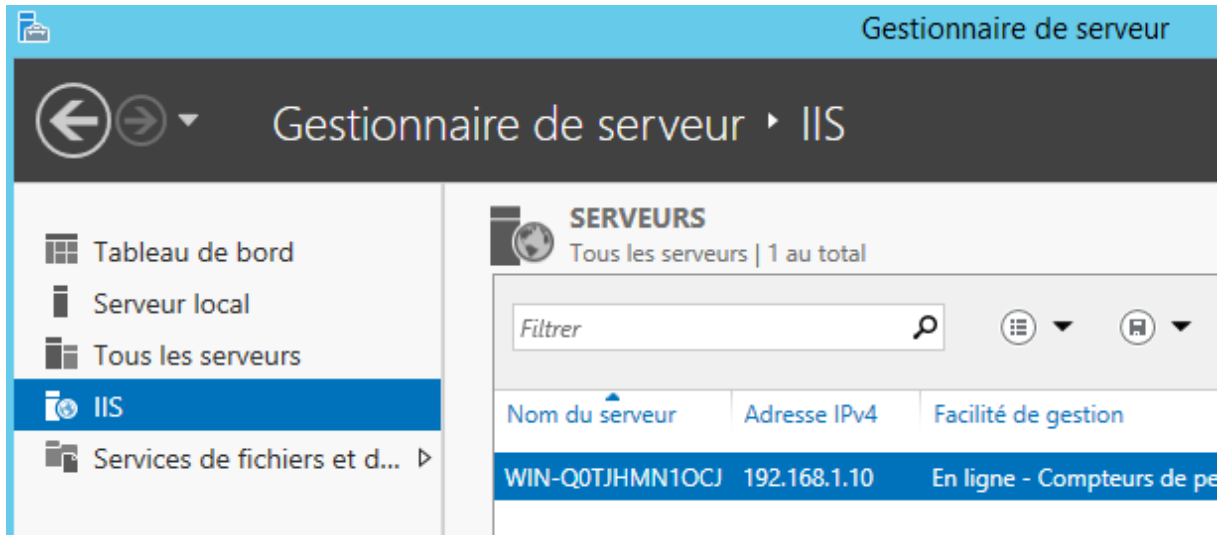 Gestionnaire de serveur
Gestionnaire de serveur ‣ IIS
Tableau de bord
Serveur local
Tous les serveurs
IIS
Services de fichiers et d...
SERVEURS
Tous les serveurs | 1 au total
Filtrer
Nom du serveur Adresse IPv4 Facilité de gestion
WIN-Q0TJHMN1OCJ 192.168.1.10 En ligne - Compteurs de pe